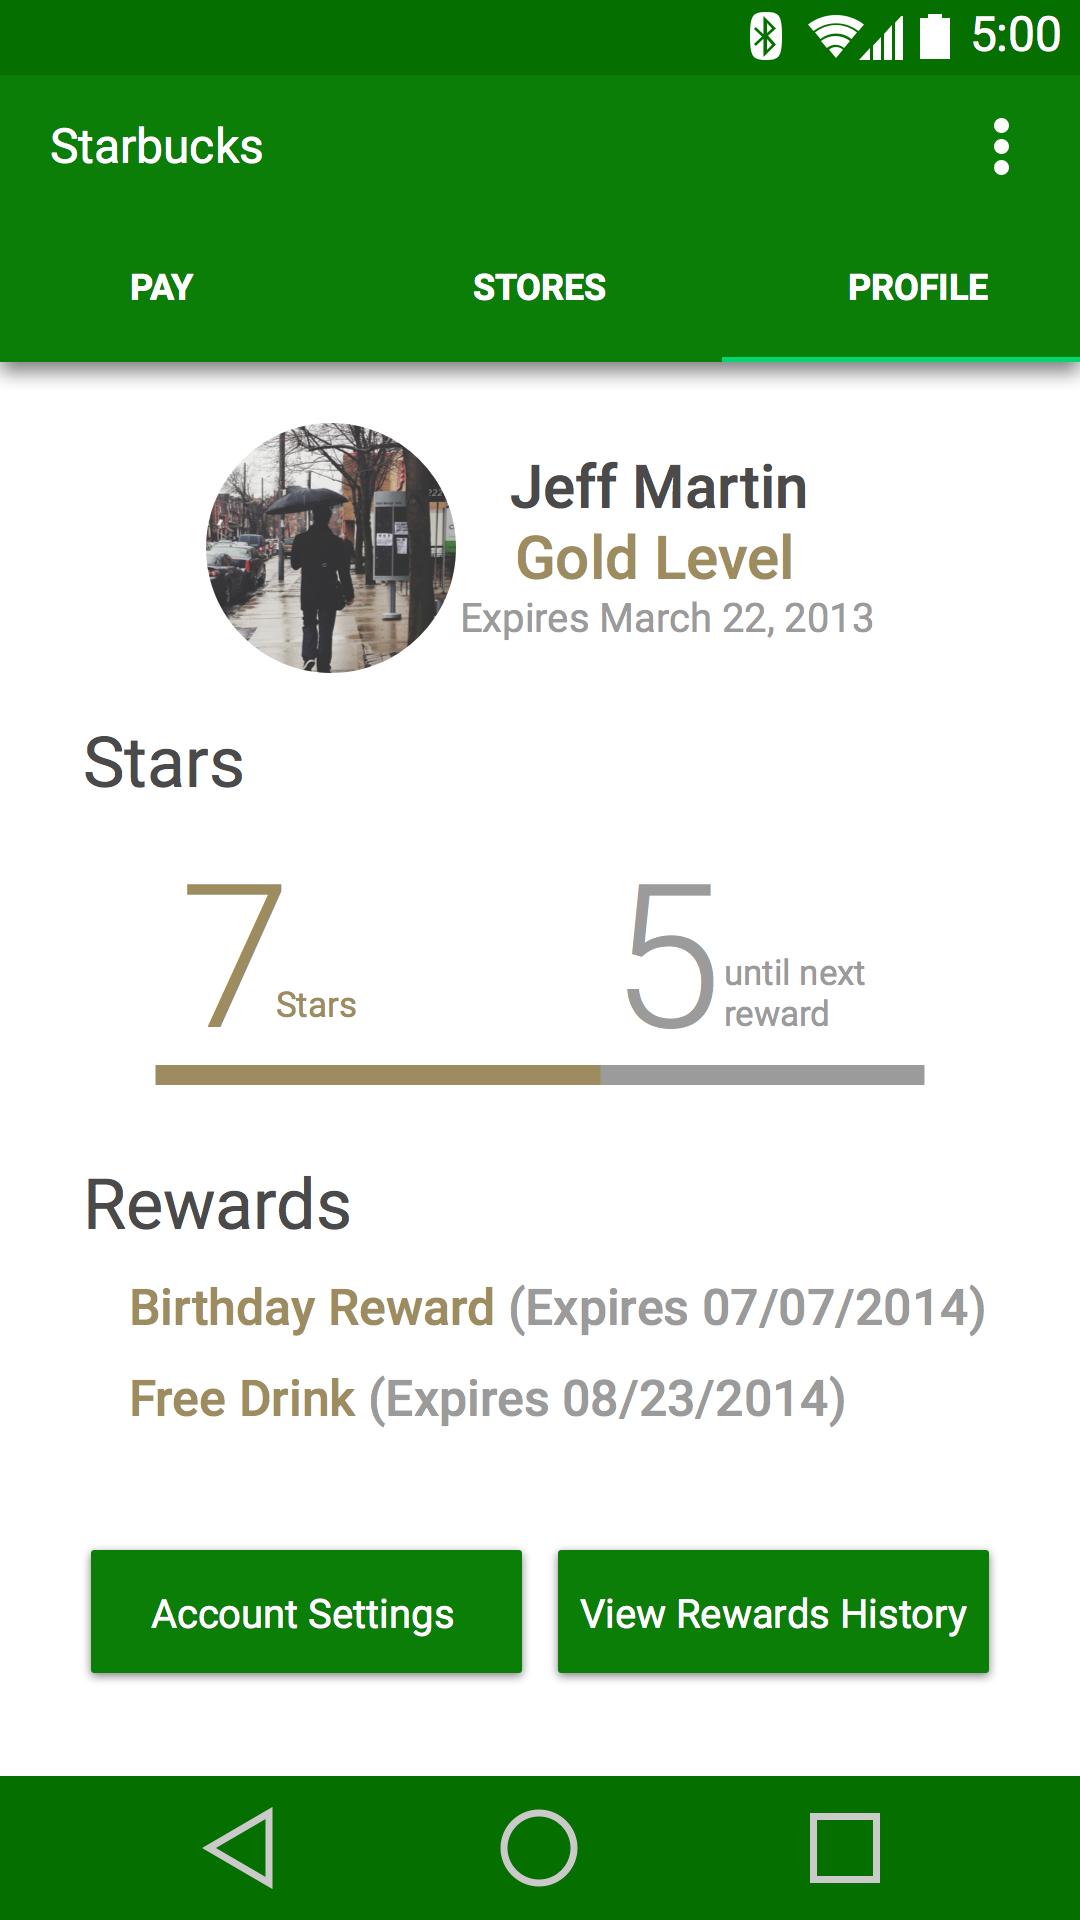 5:00
Starbucks
PAY STORES PROFILE
Jeff Martin
Gold Level
Expires March 22, 2013
Stars
7 Stars
5 until next
reward
Rewards
Birthday Reward (Expires 07/07/2014)
Free Drink (Expires 08/23/2014)
Account Settings
View Rewards History